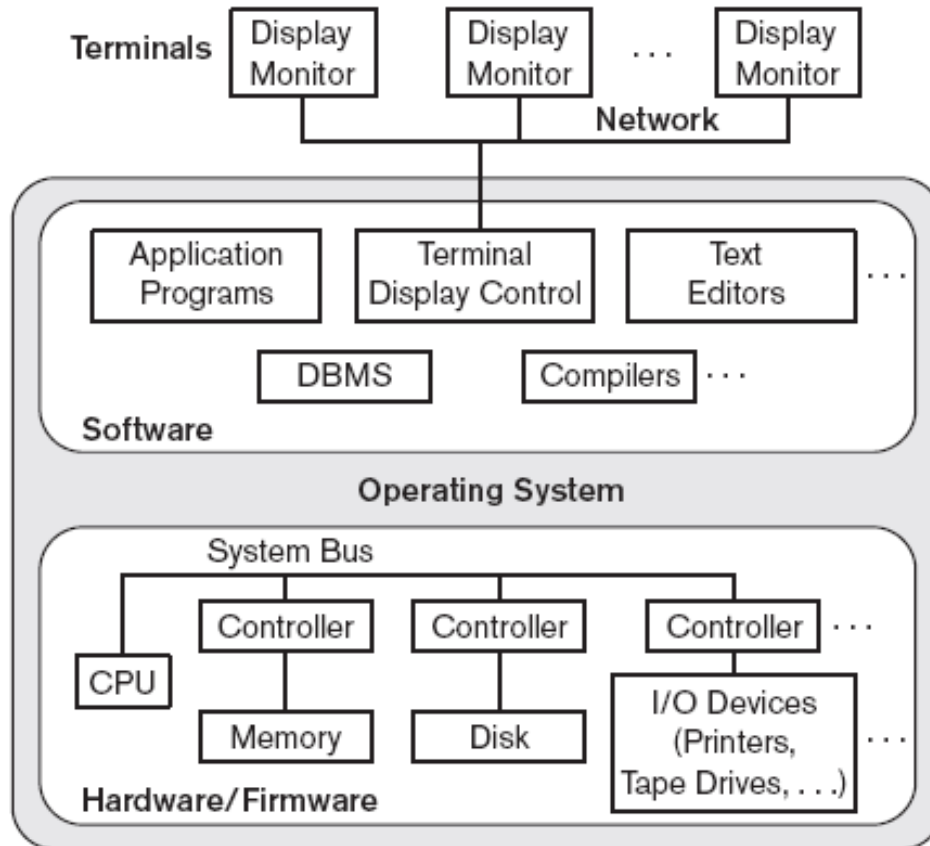 Terminals
Display
Monitor
Display
Monitor
. . .
Display
Monitor
Network
Application
Programs
Terminal
Display Control
Text
Editors
. . .
DBMS
Compilers
. . .
Software
Operating System
System Bus
Controller
Controller
Controller
. . .
CPU
Memory
Disk
I/O Devices
(Printers,
Tape Drives, . . .)
. . .
Hardware/Firmware